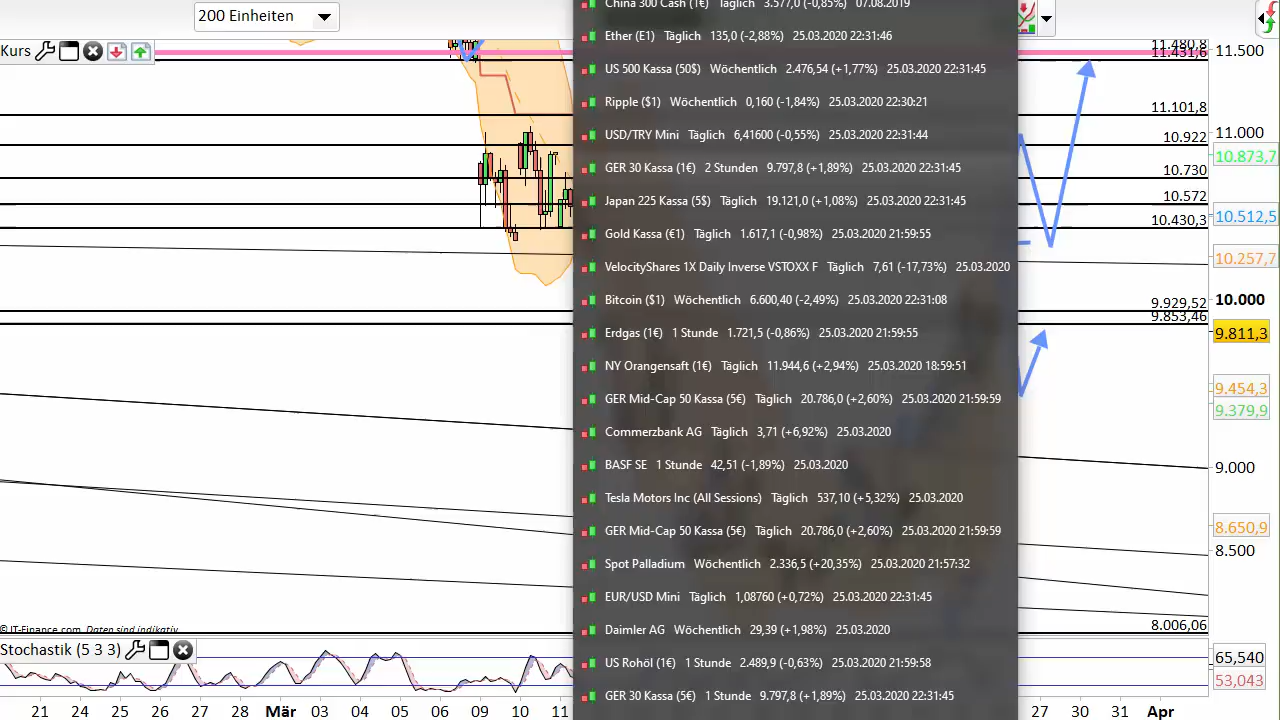 200 Einheiten
Kurs
China 300 Cash (1€) Täglich 3.577,0 (-0,85%) 07.08.2019
Ether (E1) Täglich 135,0 (-2,88%) 25.03.2020 22:31:46
US 500 Kassa (50$) Wöchentlich 2.476,54 (+1,77%) 25.03.2020 22:31:45
Ripple ($1) Wöchentlich 0,160 (-1,84%) 25.03.2020 22:30:21
USD/TRY Mini Täglich 6,41600 (-0,55%) 25.03.2020 22:31:44
GER 30 Kassa (1€) 2 Stunden 9.797,8 (+1,89%) 25.03.2020 22:31:45
Japan 225 Kassa (5$) Täglich 19.121,0 (+1,08%) 25.03.2020 22:31:45
Gold Kassa (€1) Täglich 1.617,1 (-0,98%) 25.03.2020 21:59:55
VelocityShares 1X Daily Inverse VSTOXX F Täglich 7,61 (-17,73%) 25.03.2020
Bitcoin ($1) Wöchentlich 6.600,40 (-2,49%) 25.03.2020 22:31:08
Erdgas (1€) 1 Stunde 1.721,5 (-0,86%) 25.03.2020 21:59:55
NY Orangensaft (1€) Täglich 11.944,6 (+2,94%) 25.03.2020 18:59:51
GER Mid-Cap 50 Kassa (5€) Täglich 20.786,0 (+2,60%) 25.03.2020 21:59:59
Commerzbank AG Täglich 3,71 (+6,92%) 25.03.2020
BASF SE 1 Stunde 42,51 (-1,89%) 25.03.2020
Tesla Motors Inc (All Sessions) Täglich 537,10 (+5,32%) 25.03.2020
GER Mid-Cap 50 Kassa (5€) Täglich 20.786,0 (+2,60%) 25.03.2020 21:59:59
Spot Palladium Wöchentlich 2.336,5 (+20,35%) 25.03.2020 21:57:32
EUR/USD Mini Täglich 1,08760 (+0,72%) 25.03.2020 22:31:45
Daimler AG Wöchentlich 29,39 (+1,98%) 25.03.2020
US Rohöl (1€) 1 Stunde 2.489,9 (-0,63%) 25.03.2020 21:59:58
GER 30 Kassa (5€) 1 Stunde 9.797,8 (+1,89%) 25.03.2020 22:31:45
11.480,8
11.431,6
11.101,8
10.922
10.730
10.572
10.430,3
9.929,52
9.853,46
8.006,06
11.500
11.000
10.873,7
10.512,5
10.257,7
10.000
9.811,3
9.454,3
9.379,9
9.000
8.650,9
8.500
© IT-Finance.com Daten sind indikativ
Stochastik (5 3 3)
65,540
53,043
21 24 25 26 27 28 Mär 03 04 05 06 09 10 11 27 30 31 Apr